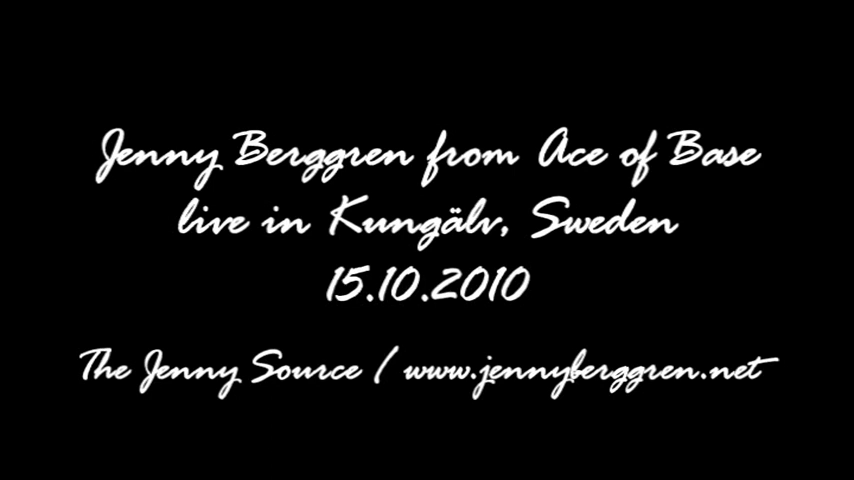 Jenny Berggren from Ace of Base
live in Kungälv, Sweden
15.10.2010
The Jenny Source / www.jennyberggren.net